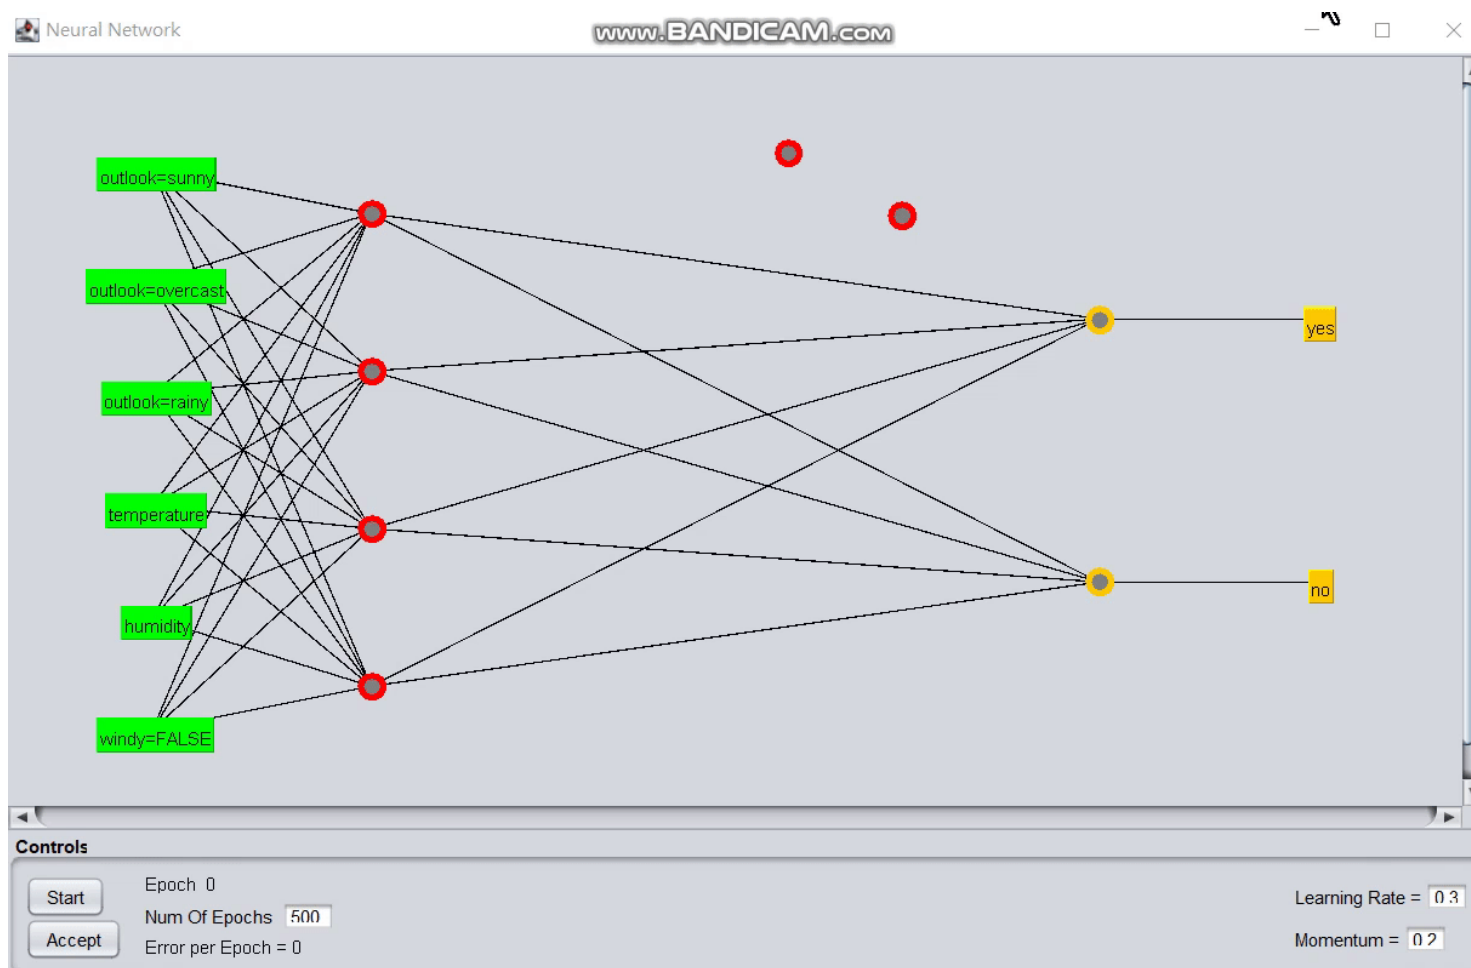 Neural Network
www.BANDICAM.com
outlook=sunny
outlook=overcast
outlook=rainy
temperature
humidity
windy=FALSE
yes
no
Controls
Start
Accept
Epoch 0
Num Of Epochs 500
Error per Epoch = 0
Learning Rate = 0.3
Momentum = 0.2